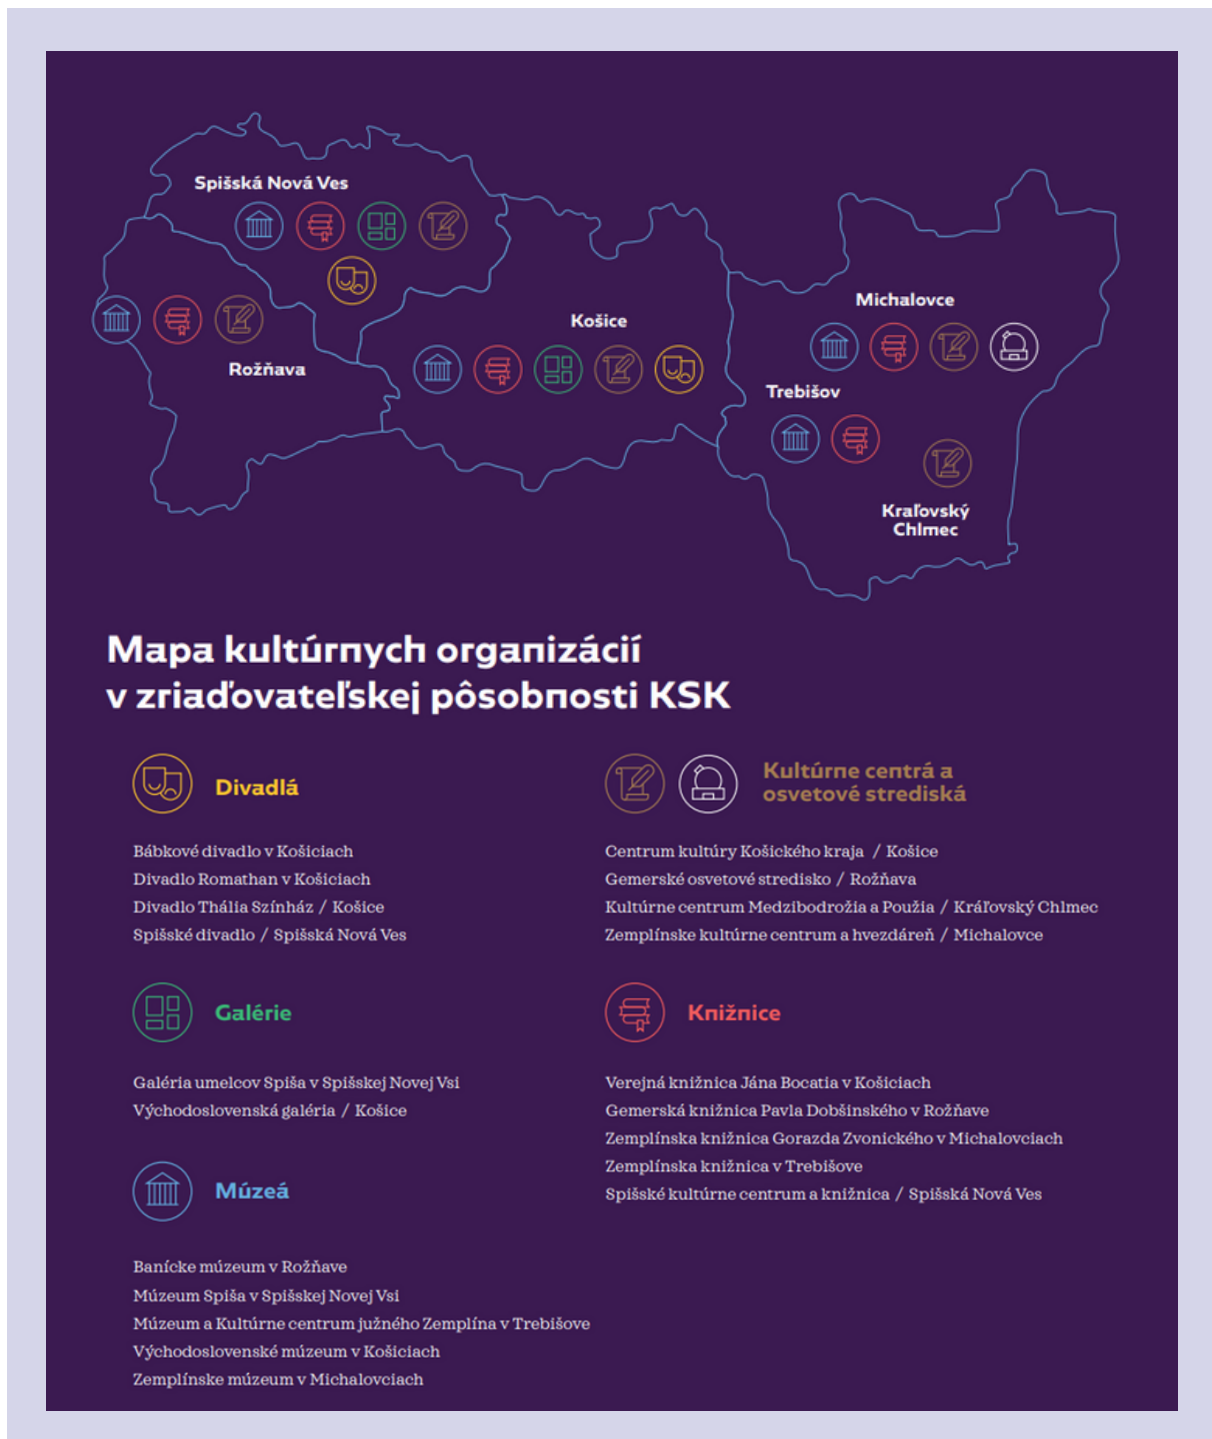 Spišská Nová Ves
Košice
Michalovce
Rožňava
Trebišov
Kraľovský
Chlmec
Mapa kultúrnych organizácií
v zriaďovateľskej pôsobnosti KSK
Divadlá
Bábkové divadlo v Košiciach
Divadlo Romathan v Košiciach
Divadlo Thália Színház / Košice
Spišské divadlo / Spišská Nová Ves
Galérie
Galéria umelcov Spiša v Spišskej Novej Vsi
Východoslovenská galéria / Košice
Múzeá
Banícke múzeum v Rožňave
Múzeum Spiša v Spišskej Novej Vsi
Múzeum a Kultúrne centrum južného Zemplína v Trebišove
Východoslovenské múzeum v Košiciach
Zemplínske múzeum v Michalovciach
Kultúrne centrá a
osvetové strediská
Centrum kultúry Košického kraja / Košice
Gemerské osvetové stredisko / Rožňava
Kultúrne centrum Medzibodrožia a Použia / Kráľovský Chlmec
Zemplínske kultúrne centrum a hvezdáreň / Michalovce
Knižnice
Verejná knižnica Jána Bocatia v Košiciach
Gemerská knižnica Pavla Dobšinského v Rožňave
Zemplínska knižnica Gorazda Zvonického v Michalovciach
Zemplínska knižnica v Trebišove
Spišské kultúrne centrum a knižnica / Spišská Nová Ves